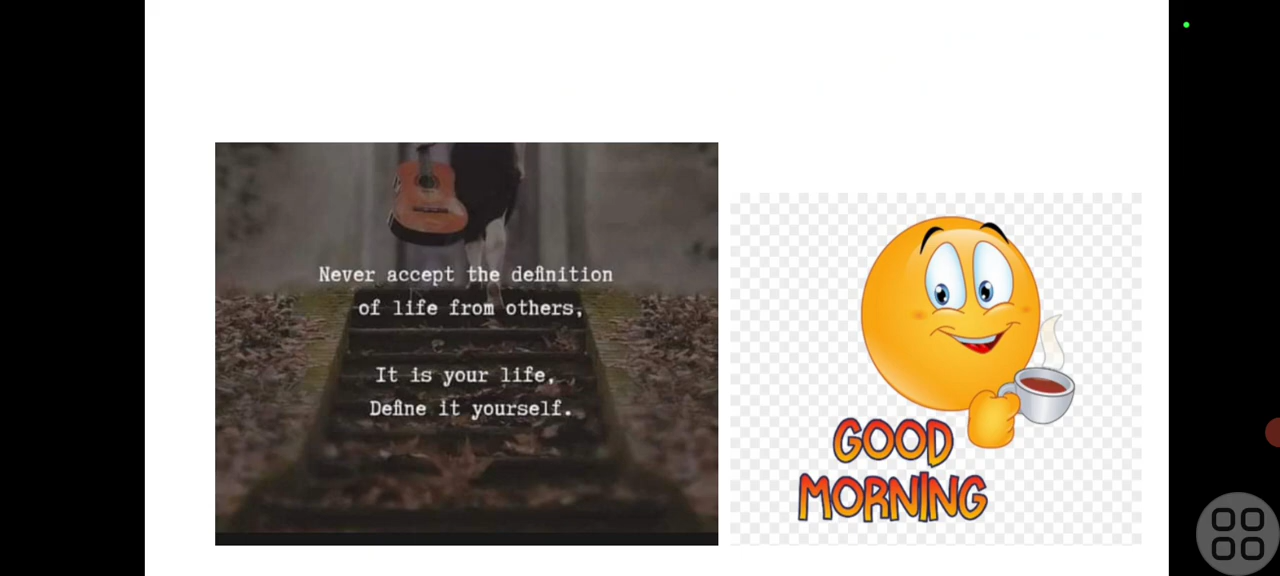 Never accept the definition
of life from others,
It is your life,
Define it yourself.
GOOD
MORNING